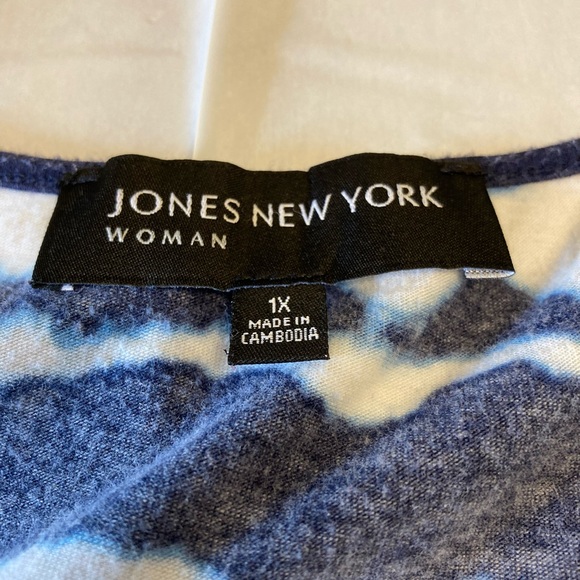 JONES NEW YORK
WOMAN
1X
MADE IN
CAMBODIA